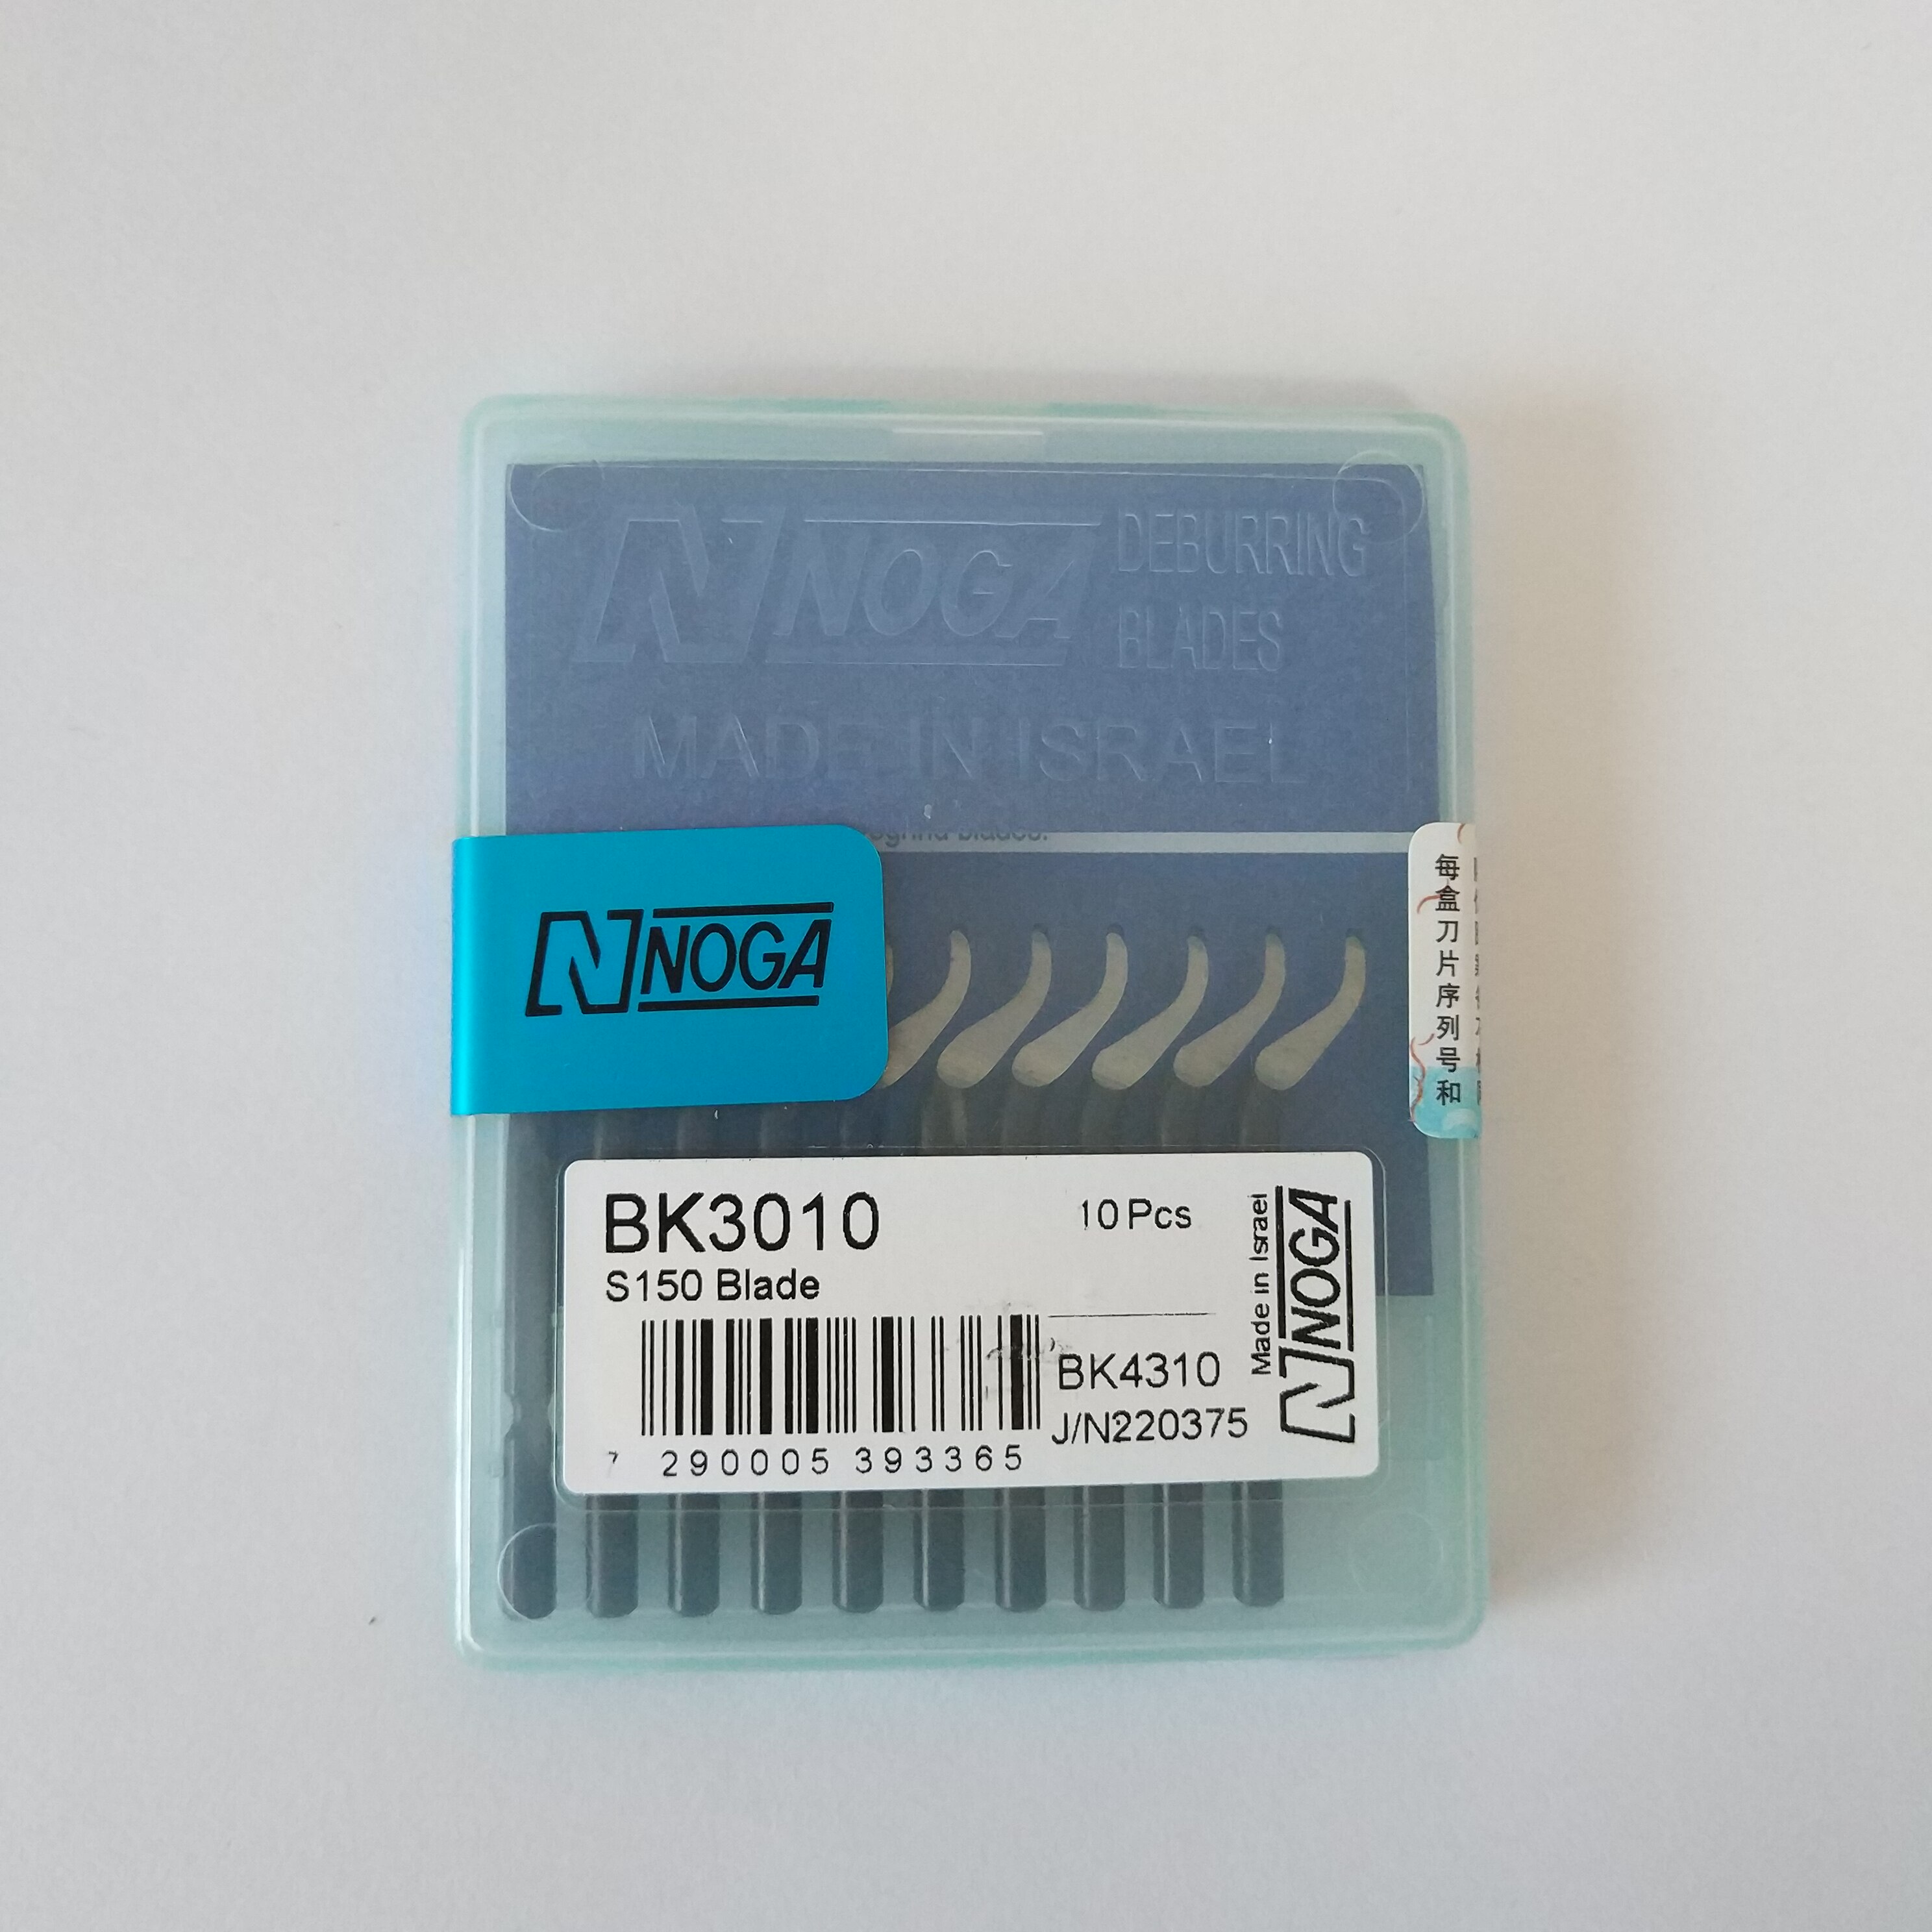 NOGA
DEBURRING
BLADES
MADE IN ISRAEL
blades.
NOGA
每盒刀片序列号和
BK3010
10 Pcs
S150 Blade
BK4310
J/N220375
7 290005 393365
Made in Israel
NOGA